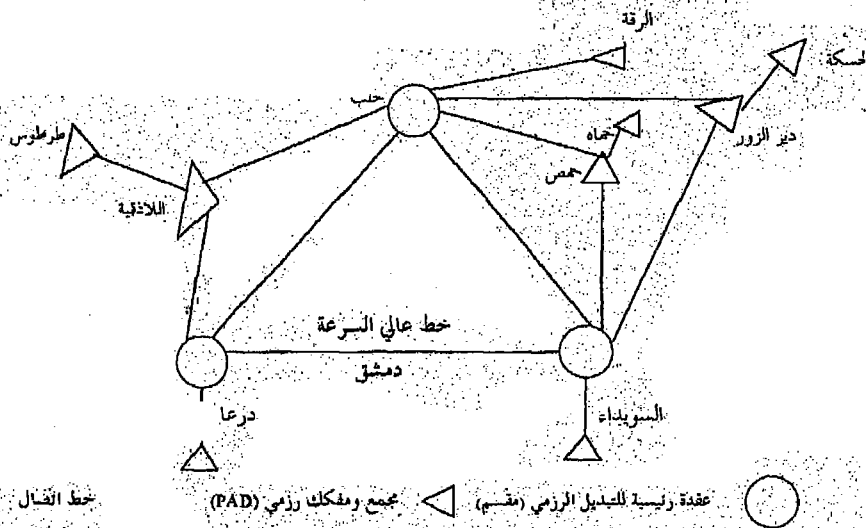 الرقة
لحسكة
حلب
حماه
دير الزور
طرطوس
حمص
اللاذقية
خط عالي السرعة
دمشق
درعا
السويداء
عقدة رئيسية للتبديل الرزمي (مقسم)
مجمع ومفكك رزمي (PAD)
خط اتصال